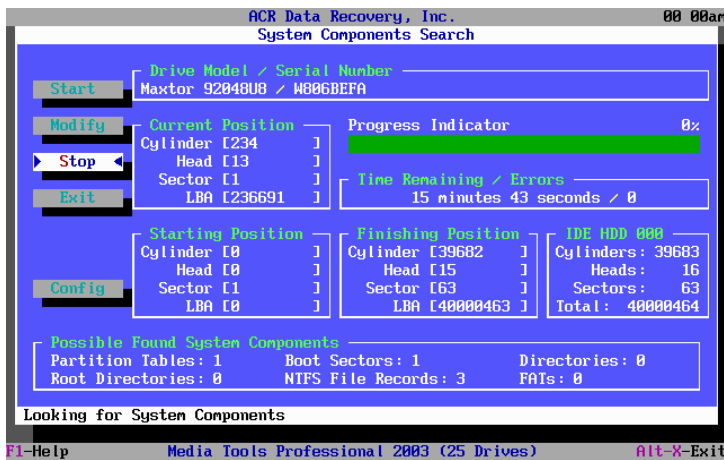 ACR Data Recovery, Inc. 00 00am
System Components Search
Drive Model / Serial Number
Start
Maxtor 92048U8 / W806BEFA
Modify
Current Position
Progress Indicator 0%
Cylinder [234 ]
Stop
Head [13 ]
Sector [1 ]
Time Remaining / Errors
Exit
LBA [236691 ]
15 minutes 43 seconds / 0
Starting Position
Finishing Position
IDE HDD 000
Cylinder [0 ]
Cylinder [39682 ]
Cylinders: 39683
Head [0 ]
Head [15 ]
Heads: 16
Config
Sector [1 ]
Sector [63 ]
Sectors: 63
LBA [0 ]
LBA [40000463 ]
Total: 40000464
Possible Found System Components
Partition Tables: 1 Boot Sectors: 1 Directories: 0
Root Directories: 0 NTFS File Records: 3 FATs: 0
Looking for System Components
F1-Help Media Tools Professional 2003 (25 Drives) Alt-X-Exit